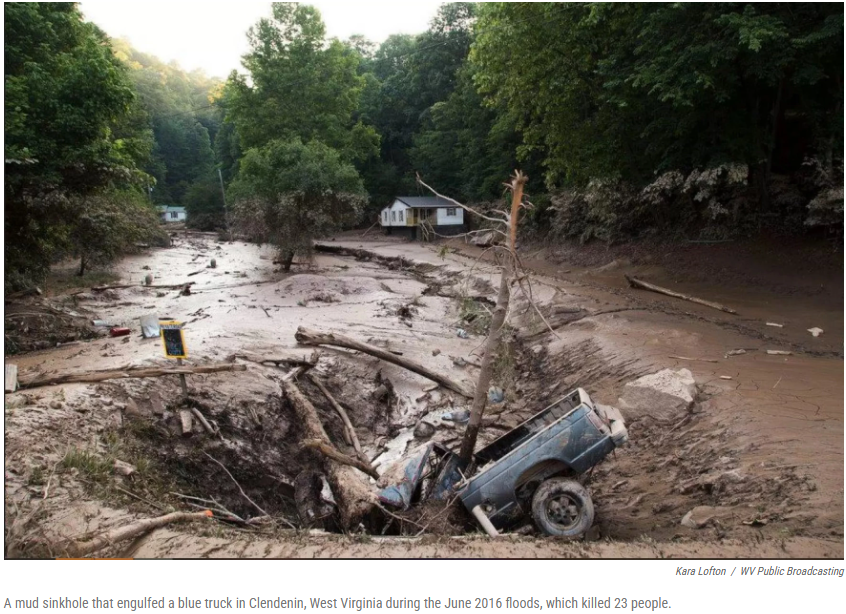 Kara Lofton / WV Public Broadcasting
A mud sinkhole that engulfed a blue truck in Clendenin, West Virginia during the June 2016 floods, which killed 23 people.